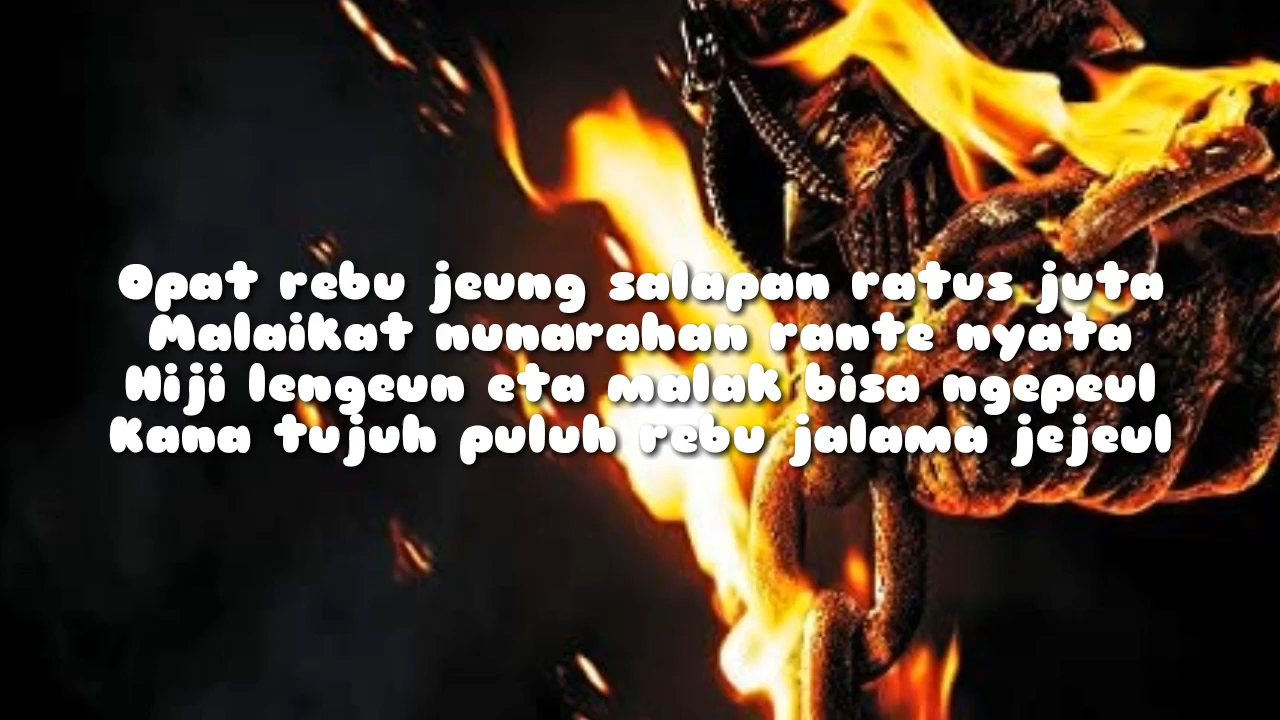 Opat rebu jeung salapan ratus juta
Malaikat nunarahan rante nyata
Hiji lengeun eta malak bisa ngepeul
Kana tujuh puluh rebu jalama jejeul